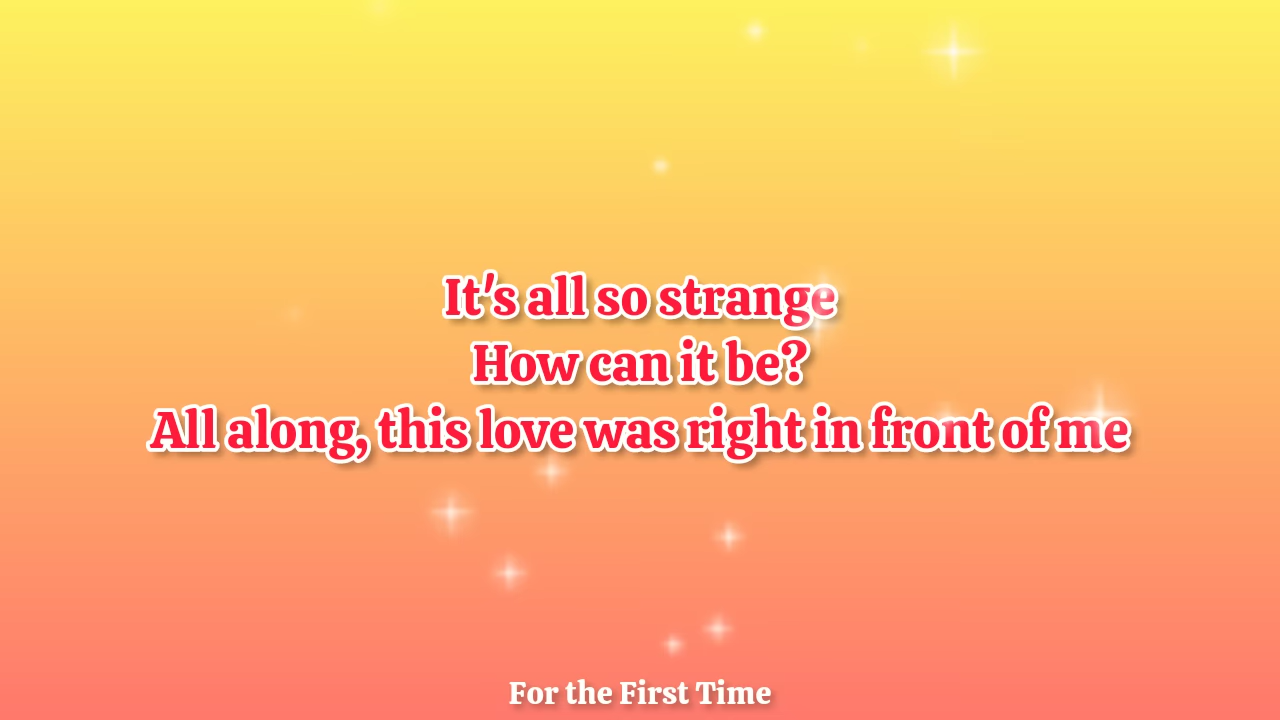 It's all so strange
How can it be?
All along, this love was right in front of me
For the First Time